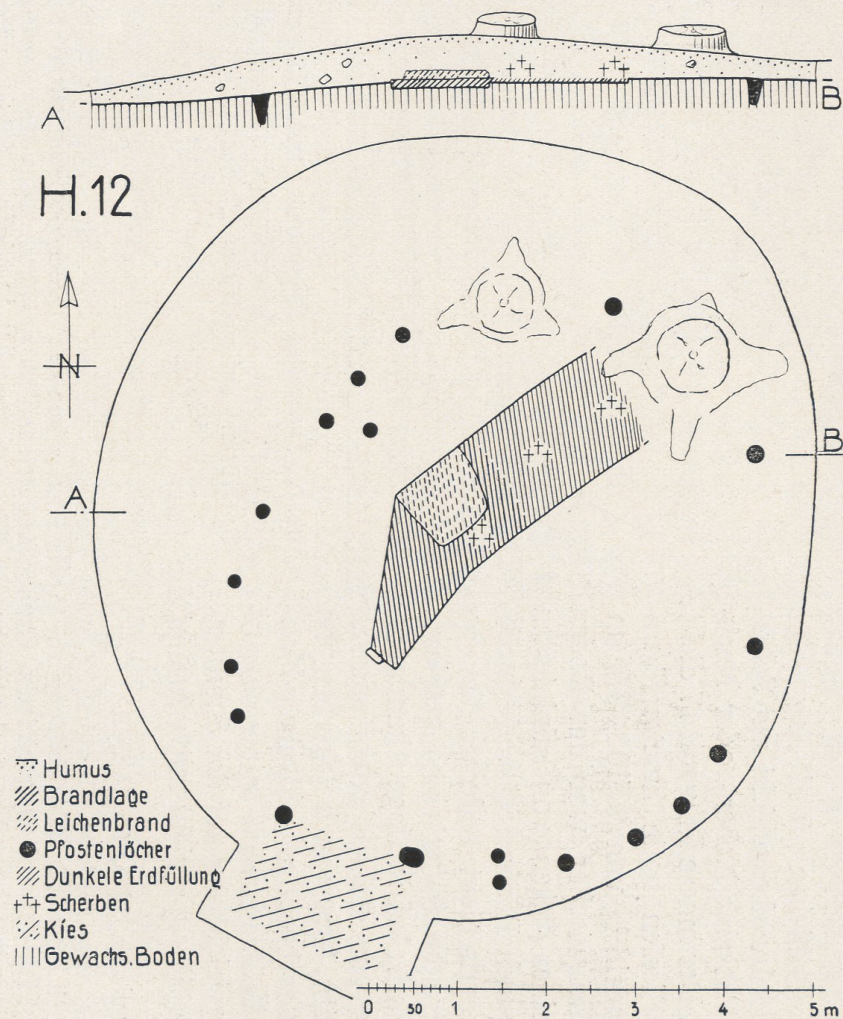 A B
H.12
N
A B
Humus
Brandlage
Leichenbrand
Pfostenlöcher
Dunkele Erdfüllung
Scherben
Kies
Gewachs. Boden
0 50 1 2 3 4 5 m